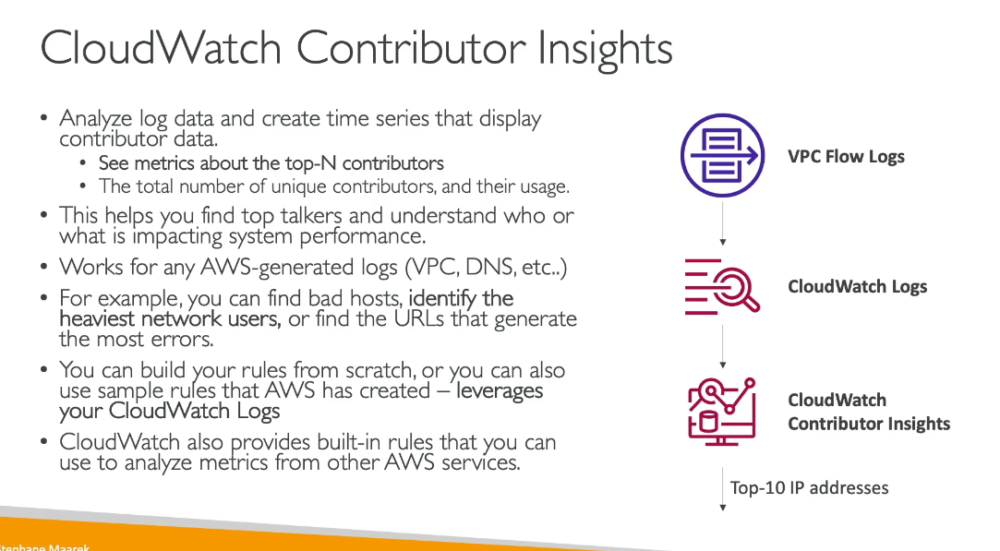 CloudWatch Contributor Insights
• Analyze log data and create time series that display
contributor data.
• See metrics about the top-N contributors
• The total number of unique contributors, and their usage.
• This helps you find top talkers and understand who or
what is impacting system performance.
• Works for any AWS-generated logs (VPC, DNS, etc..)
• For example, you can find bad hosts, identify the
heaviest network users, or find the URLs that generate
the most errors.
• You can build your rules from scratch, or you can also
use sample rules that AWS has created – leverages
your CloudWatch Logs
• CloudWatch also provides built-in rules that you can
use to analyze metrics from other AWS services.
VPC Flow Logs
CloudWatch Logs
CloudWatch
Contributor Insights
Top-10 IP addresses
Stephane Maarek